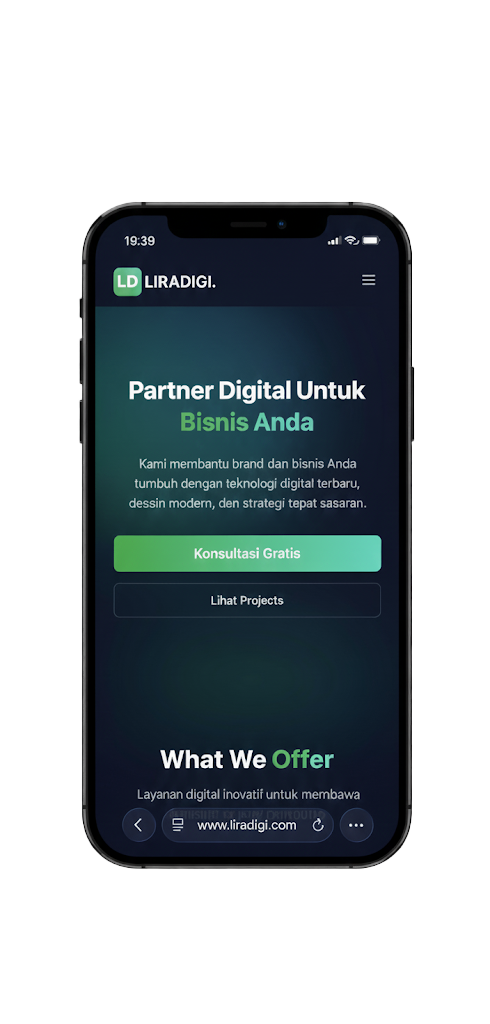 19:39
LD LIRADIGI.
Partner Digital Untuk
Bisnis Anda
Kami membantu brand dan bisnis Anda
tumbuh dengan teknologi digital terbaru,
dessin modern, den strategi tepat sasaran.
Konsultasi Gratis
Lihat Projects
What We Offer
Layanan digital inovatif untuk membawa
www.liradigi.com